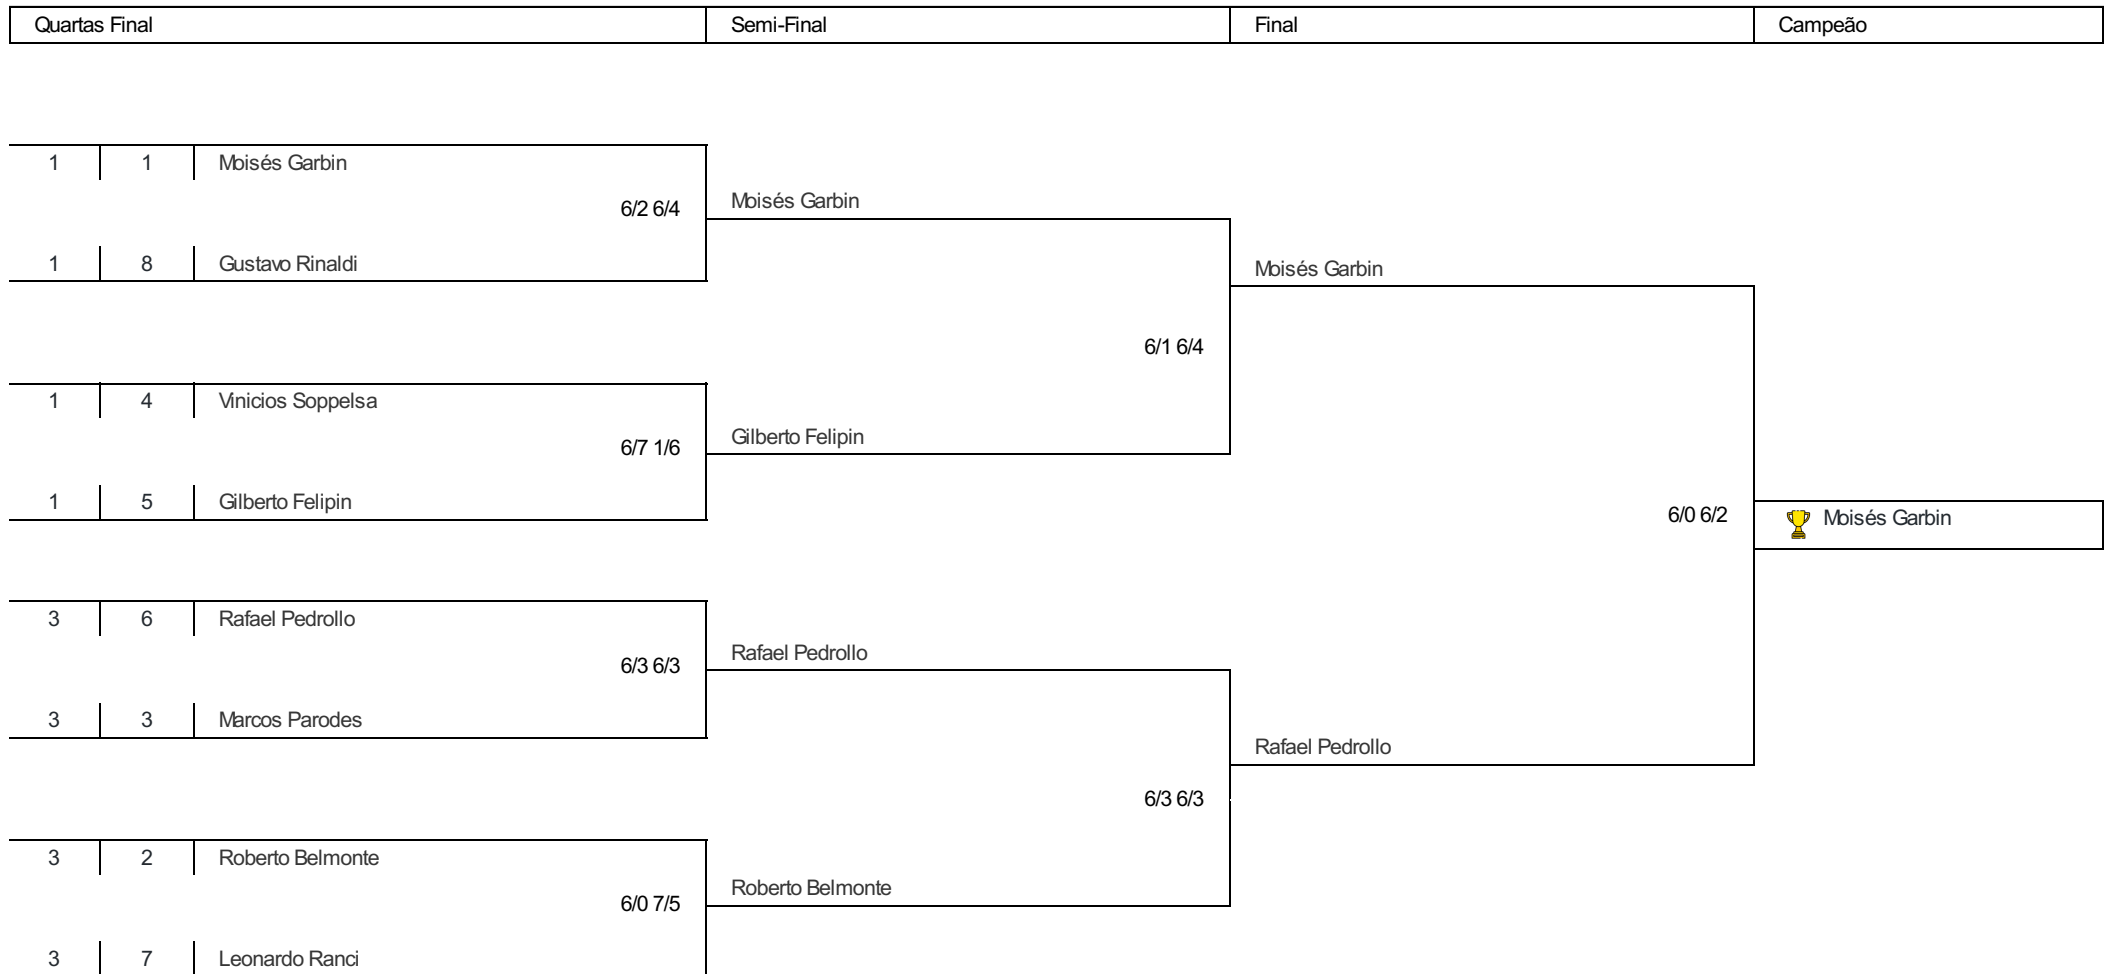 Quartas Final Semi-Final Final Campeão
1 1 Moisés Garbin
6/2 6/4
1 8 Gustavo Rinaldi
Moisés Garbin
1 4 Vinicios Soppelsa
6/7 1/6
1 5 Gilberto Felipin
Gilberto Felipin
6/1 6/4
Moisés Garbin
3 6 Rafael Pedrollo
6/3 6/3
3 3 Marcos Parodes
Rafael Pedrollo
3 2 Roberto Belmonte
6/0 7/5
3 7 Leonardo Ranci
Roberto Belmonte
6/3 6/3
Rafael Pedrollo
6/0 6/2
Moisés Garbin